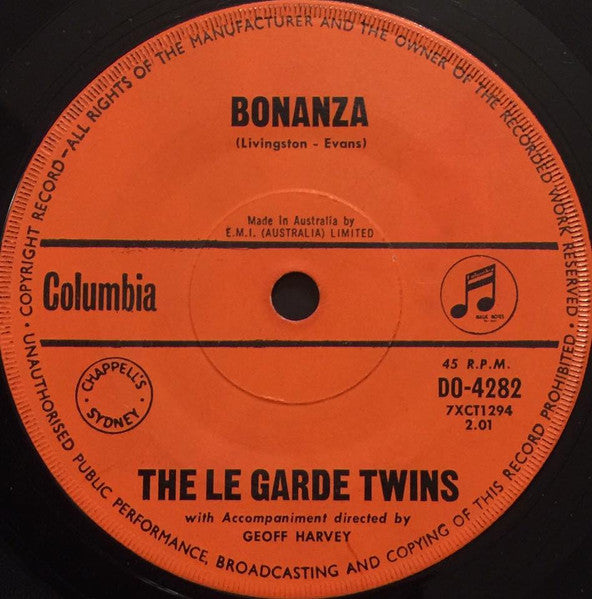 UNAUTHORISED PUBLIC PERFORMANCE, BROADCASTING AND COPYING OF THIS RECORD PROHIBITED · COPYRIGHT RECORD—ALL RIGHTS OF THE MANUFACTURER AND THE OWNER OF THE RECORDED WORK RESERVED ·
BONANZA
(Livingston - Evans)
Made in Australia by
E.M.I. (AUSTRALIA) LIMITED
Columbia
MAGIC NOTES
CHAPPELL'S
SYDNEY
45 R.P.M.
DO-4282
7XCT1294
2.01
THE LE GARDE TWINS
with Accompaniment directed by
GEOFF HARVEY